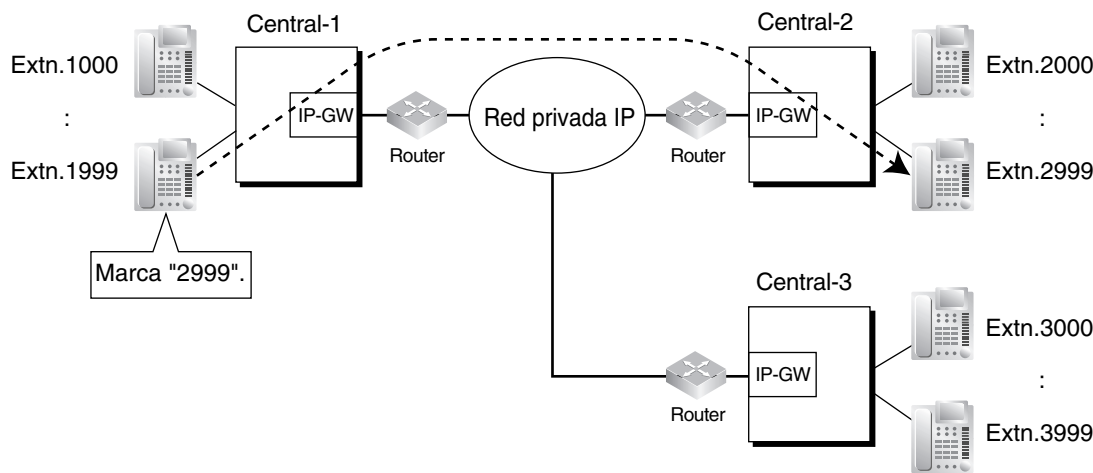 Central-1
Central-2
Extn.1000
:
Extn.1999
IP-GW
Router
Red privada IP
Router
IP-GW
Extn.2000
:
Extn.2999
Marca "2999".
Central-3
IP-GW
Router
Extn.3000
:
Extn.3999